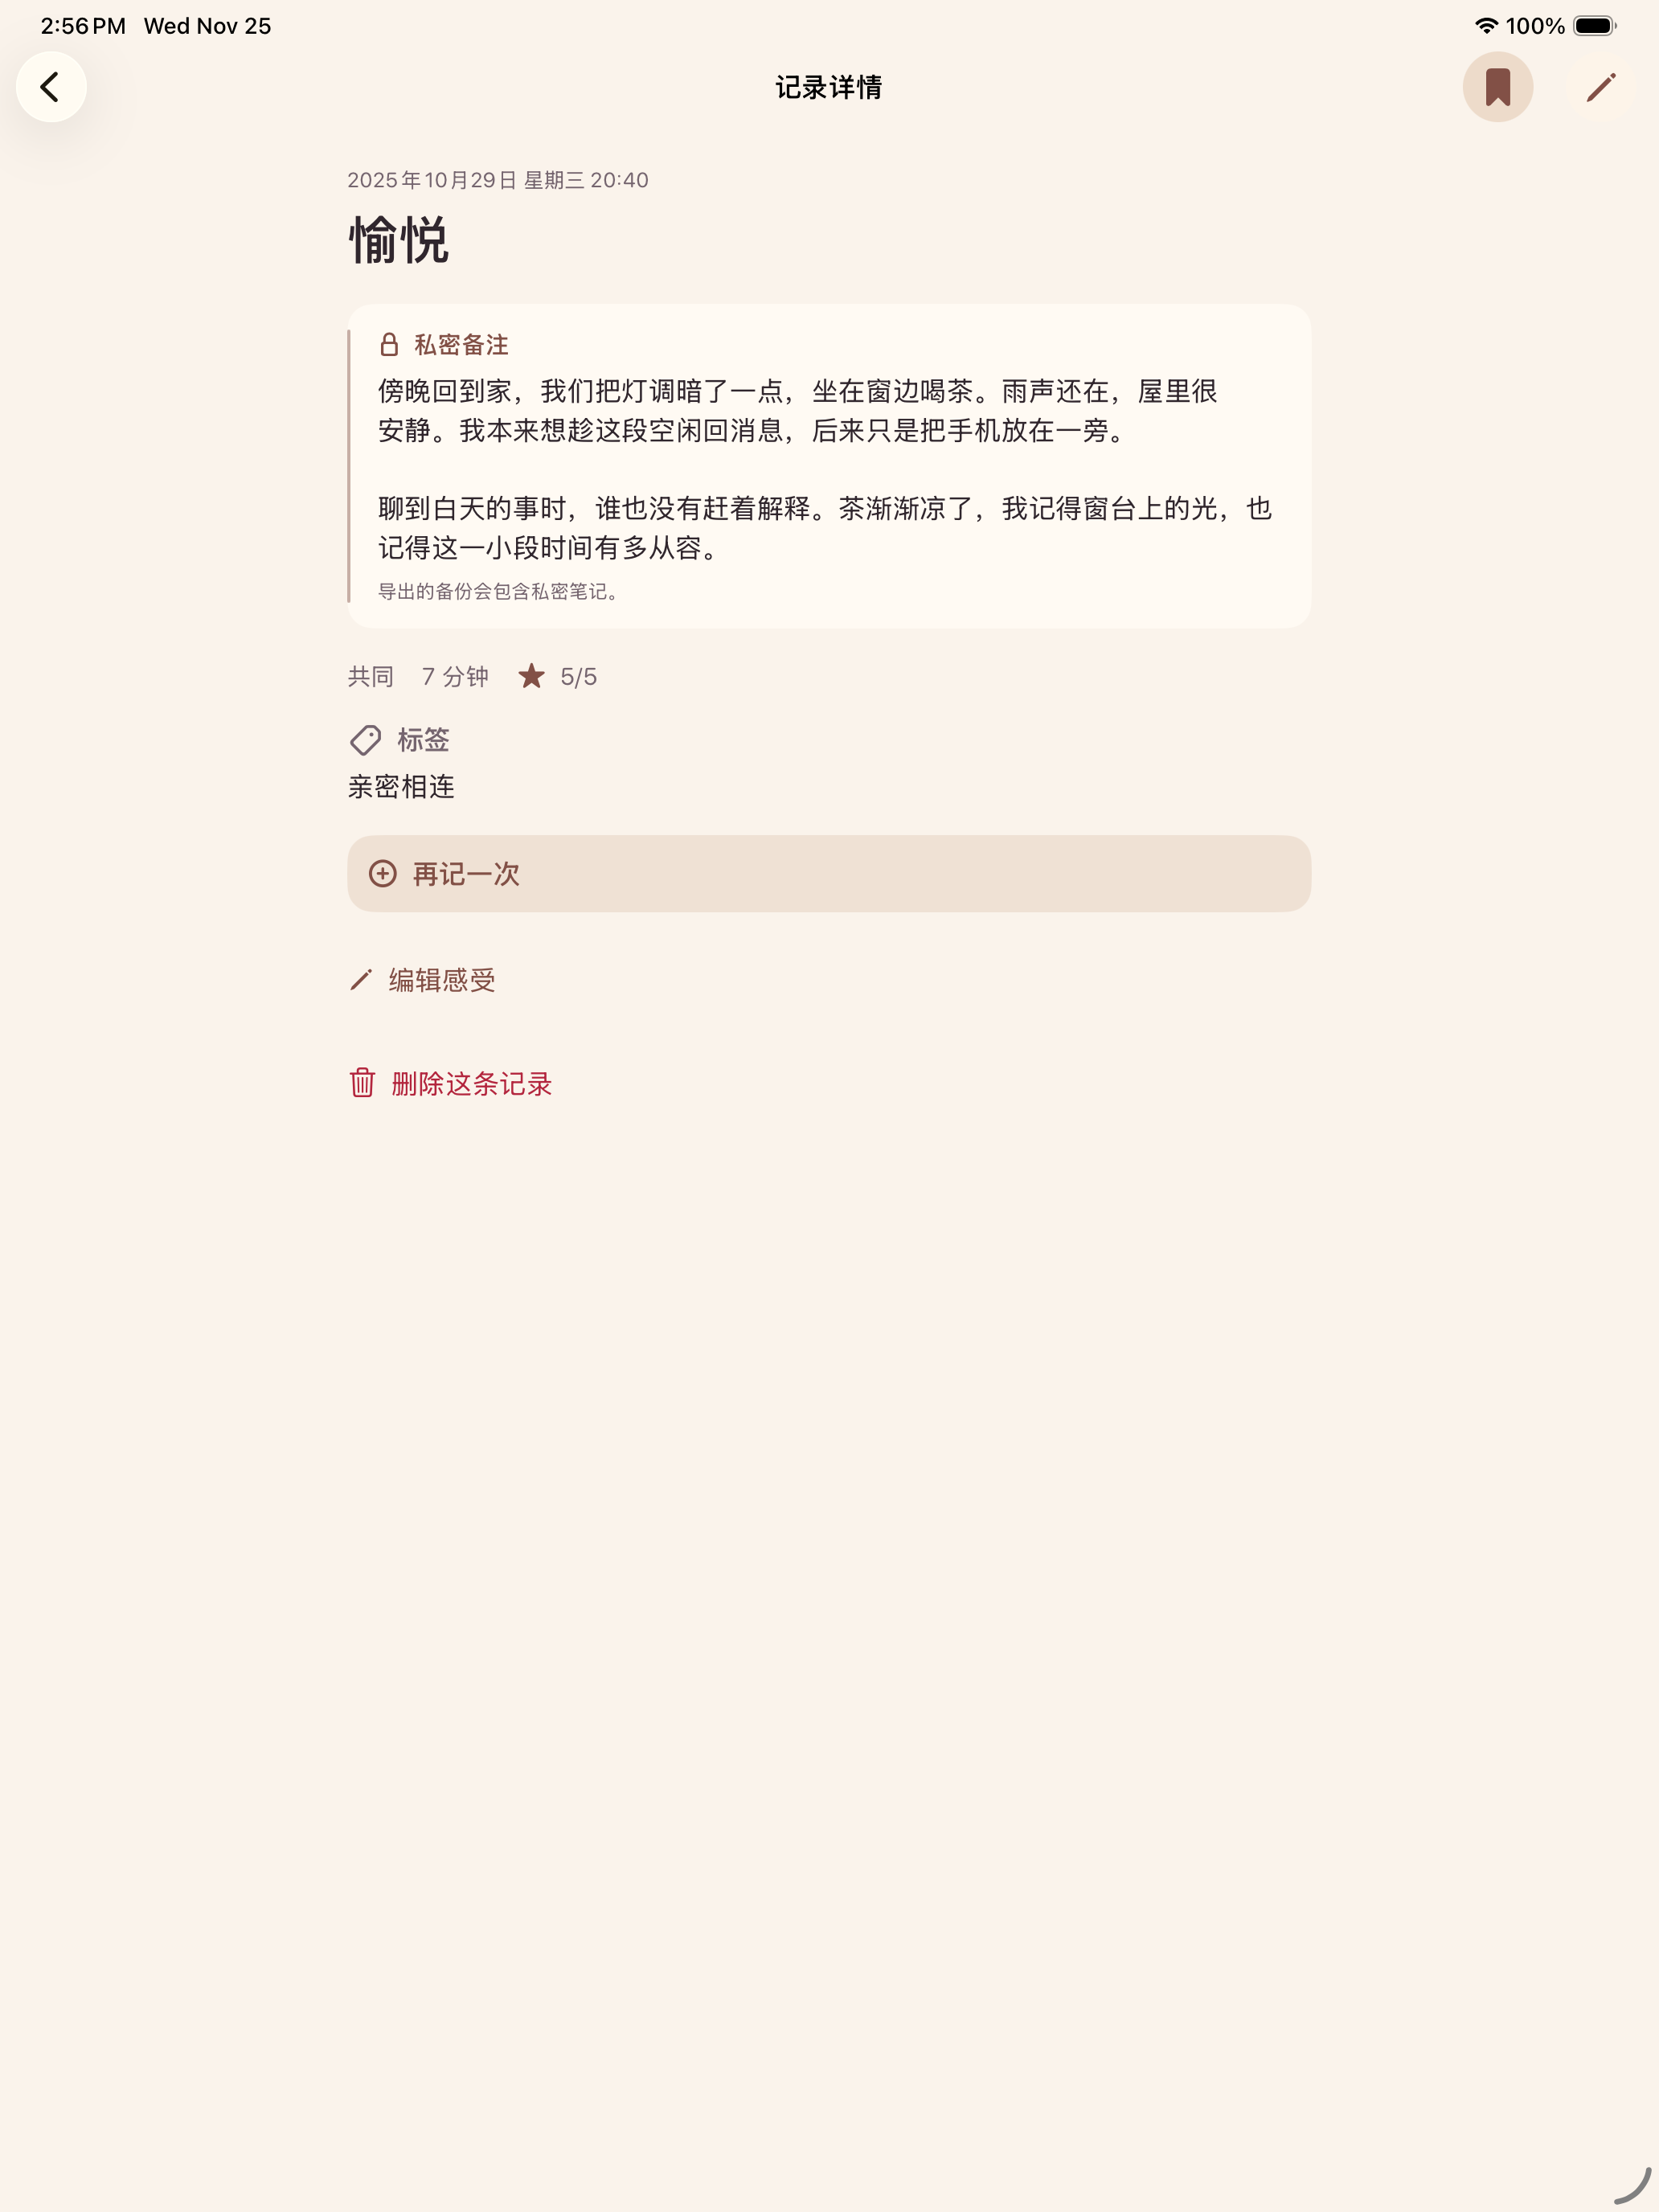 2:56 PM Wed Nov 25
100%
记录详情
2025年10月29日 星期三 20:40
愉悦
私密备注
傍晚回到家，我们把灯调暗了一点，坐在窗边喝茶。雨声还在，屋里很
安静。我本来想趁这段空闲回消息，后来只是把手机放在一旁。
聊到白天的事时，谁也没有赶着解释。茶渐渐凉了，我记得窗台上的光，也
记得这一小段时间有多从容。
导出的备份会包含私密笔记。
共同 7 分钟 5/5
标签
亲密相连
再记一次
编辑感受
删除这条记录